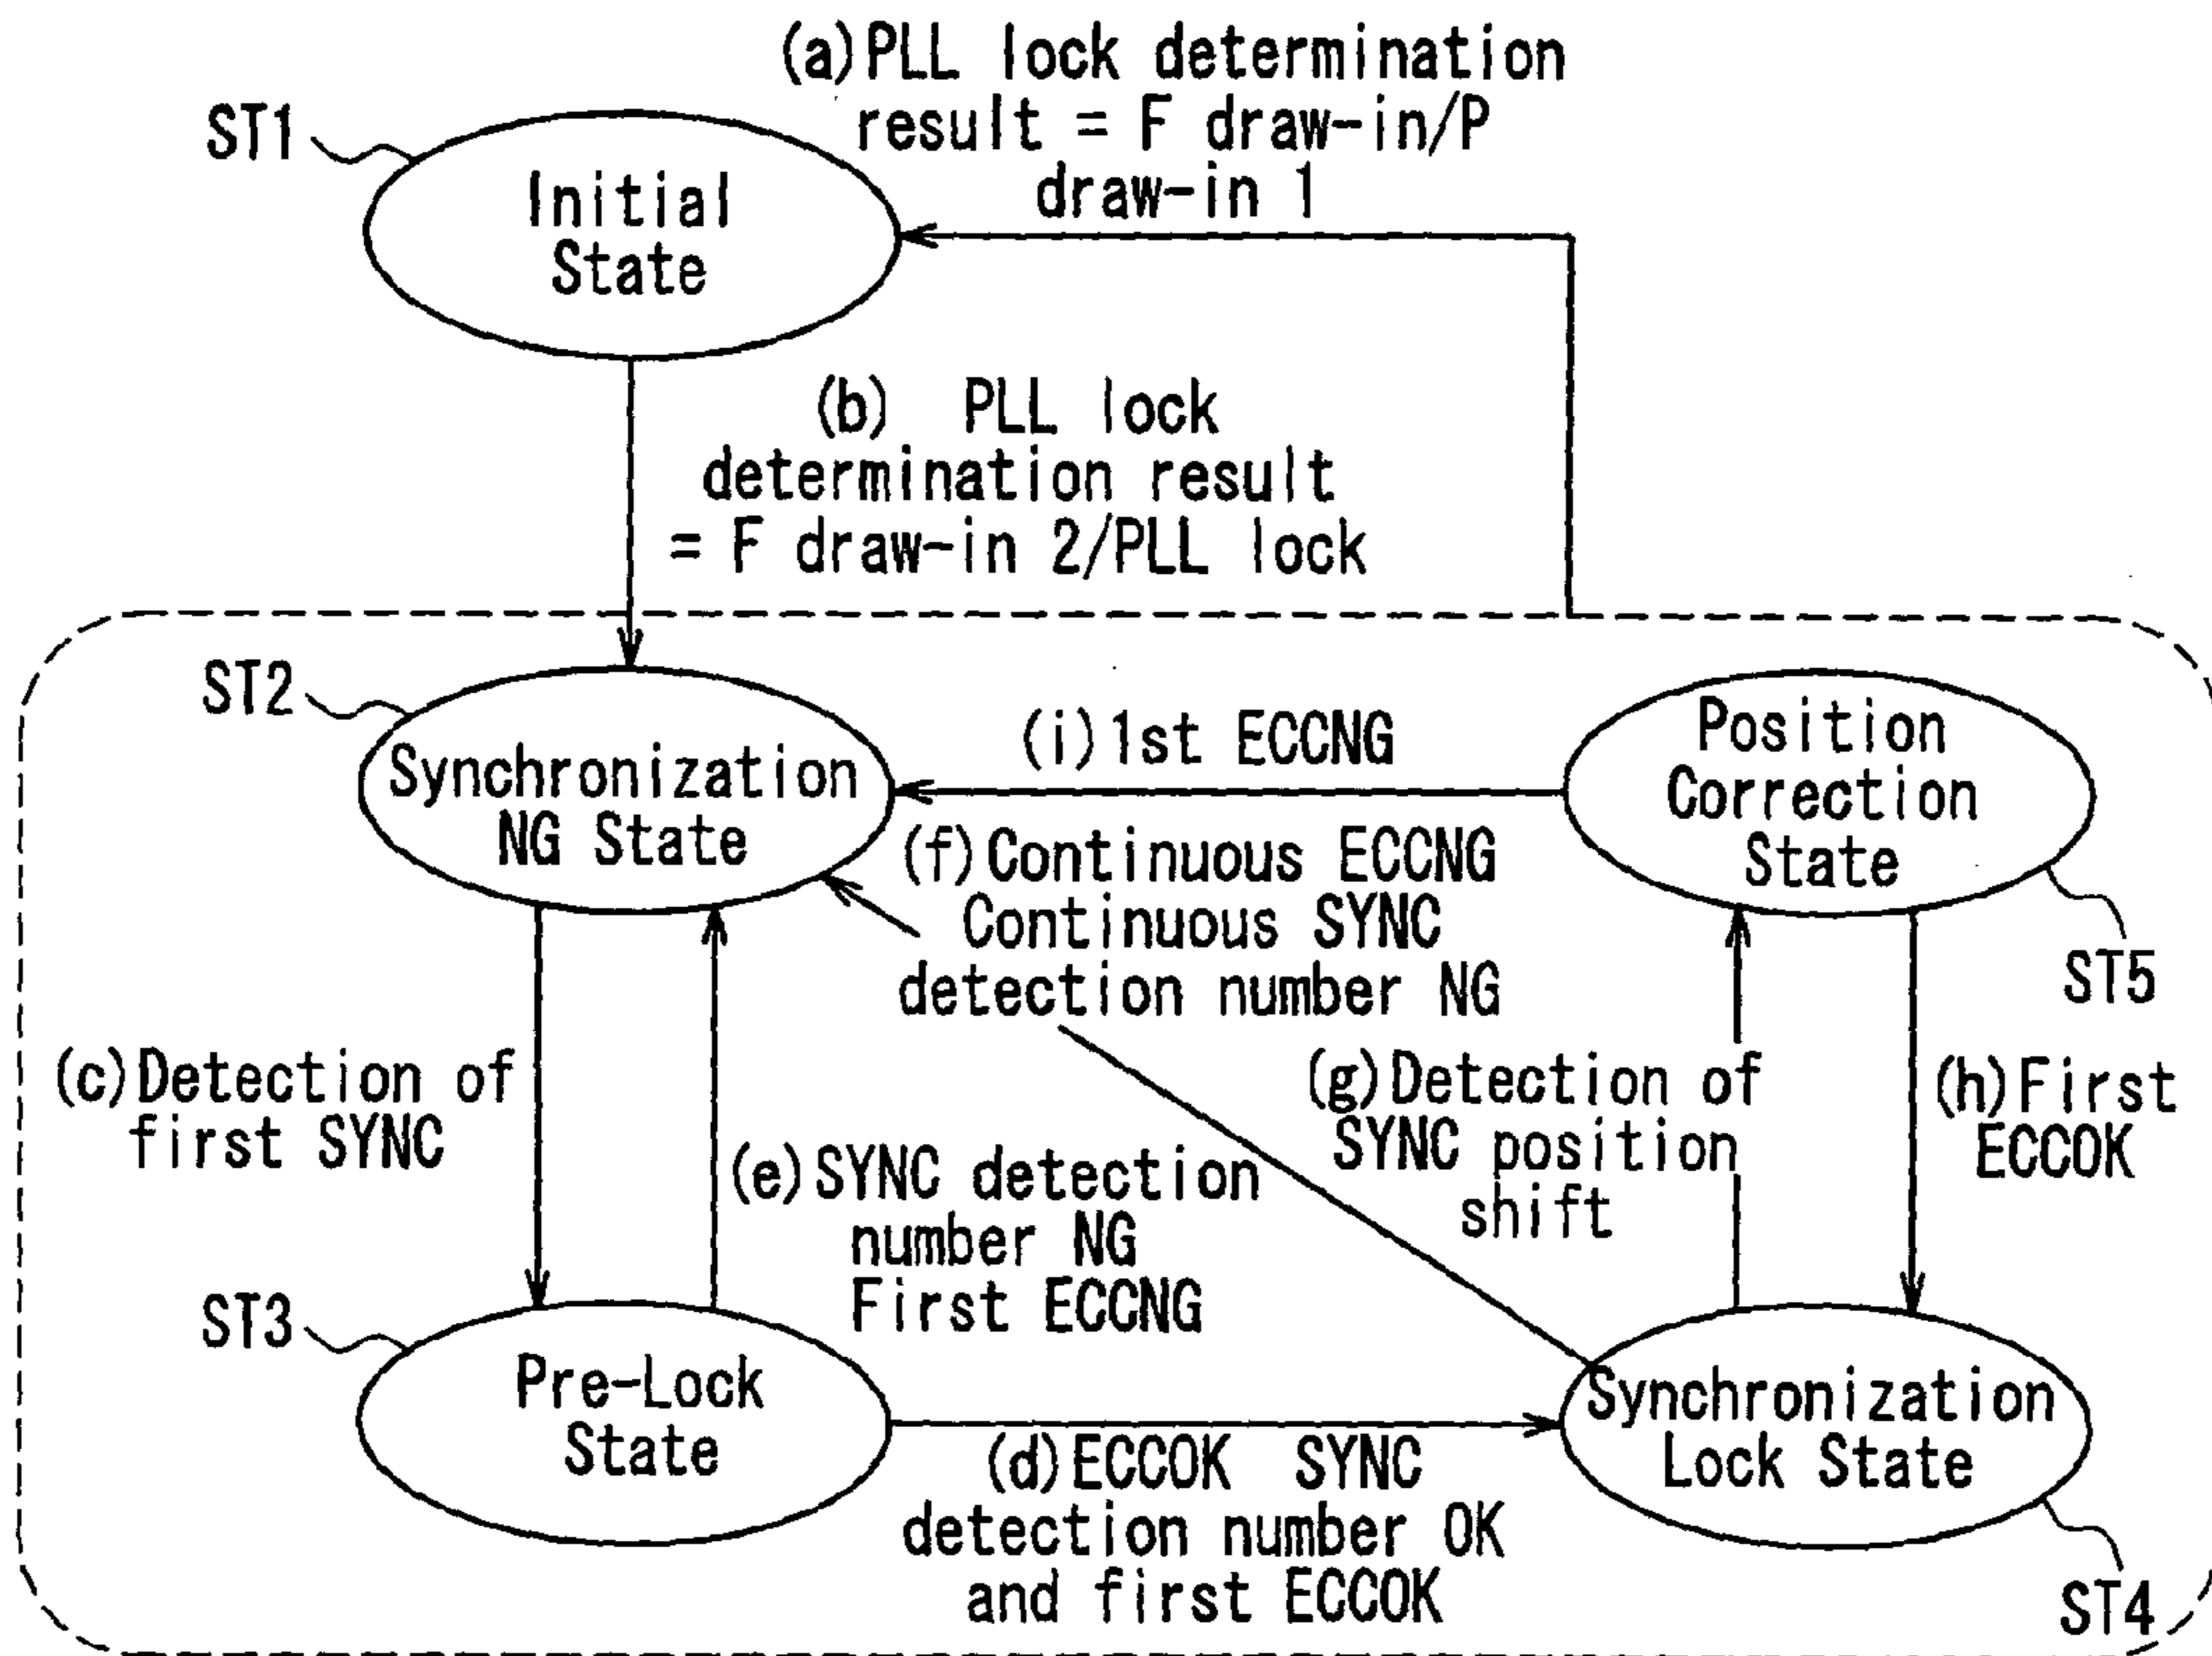 (a)PLL lock determination
result = F draw-in/P
draw-in 1
ST1
Initial
State
(b) PLL lock
determination result
= F draw-in 2/PLL lock
ST2
Synchronization
NG State
(i)1st ECCNG
Position
Correction
State
ST5
(f)Continuous ECCNG
Continuous SYNC
detection number NG
(c)Detection of
first SYNC
(e)SYNC detection
number NG
First ECCNG
(g)Detection of
SYNC position
shift
(h)First
ECCOK
ST3
Pre-Lock
State
(d)ECCOK SYNC
detection number OK
and first ECCOK
Synchronization
Lock State
ST4